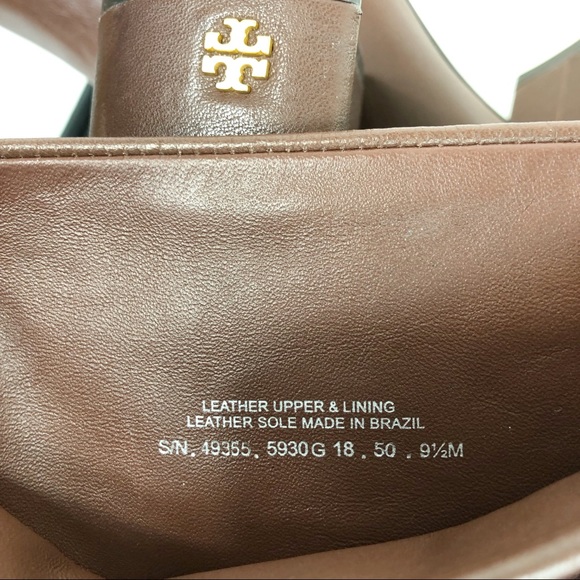 LEATHER UPPER & LINING
LEATHER SOLE MADE IN BRAZIL
S/N. 49355. 5930G 18 . 50 . 9½M